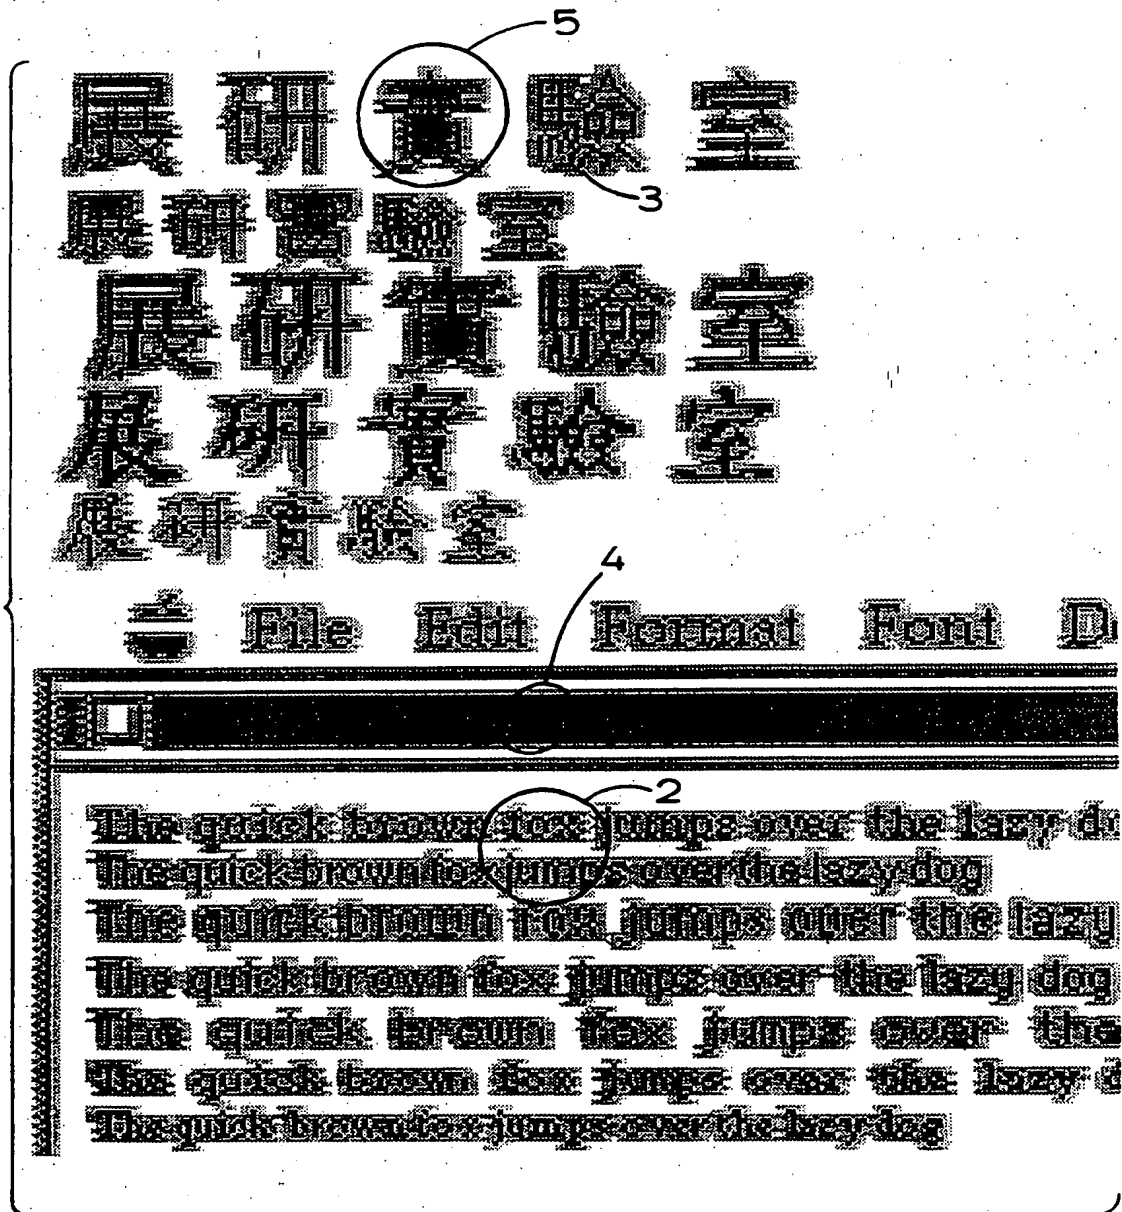 5
展研實驗室
3
展研實驗室
展研實驗室
展研實驗室
展研實驗室
4
File Edit Format Font D
2
The quick brown fox jumps over the lazy do
The quick brown fox jumps over the lazy dog
The quick brown fox jumps over the lazy
The quick brown fox jumps over the lazy dog
The quick brown fox jumps over the
The quick brown fox jumps over the lazy d
The quick brown fox jumps over the lazy dog